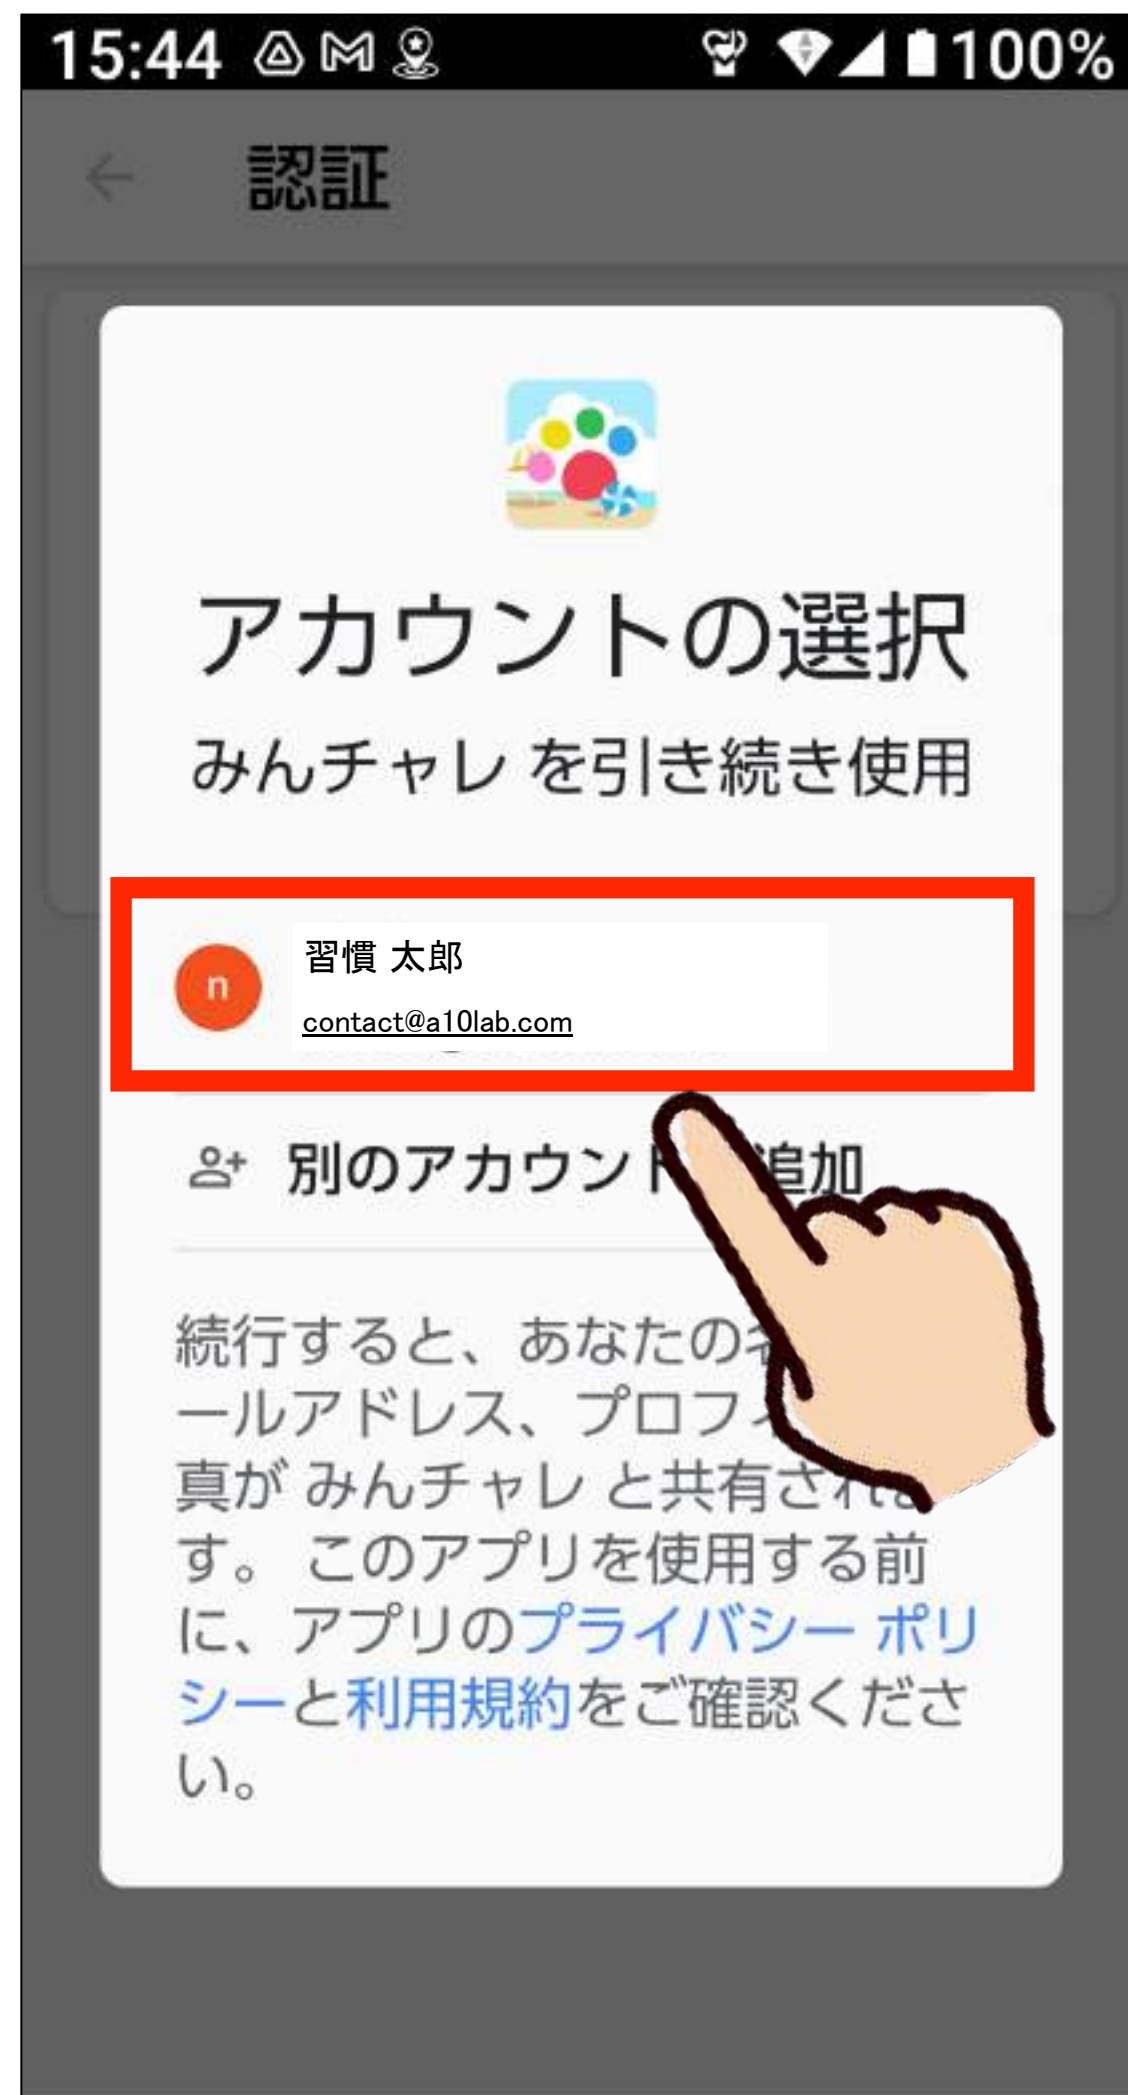 15:44 100%
認証
アカウントの選択
みんチャレ を引き続き使用
n
習慣 太郎
contact@a10lab.com
別のアカウント 追加
続行すると、あなたの
ールアドレス、プロフィ
真が みんチャレ と共有されま
す。 このアプリを使用する前
に、アプリのプライバシー ポリ
シーと利用規約をご確認くださ
い。